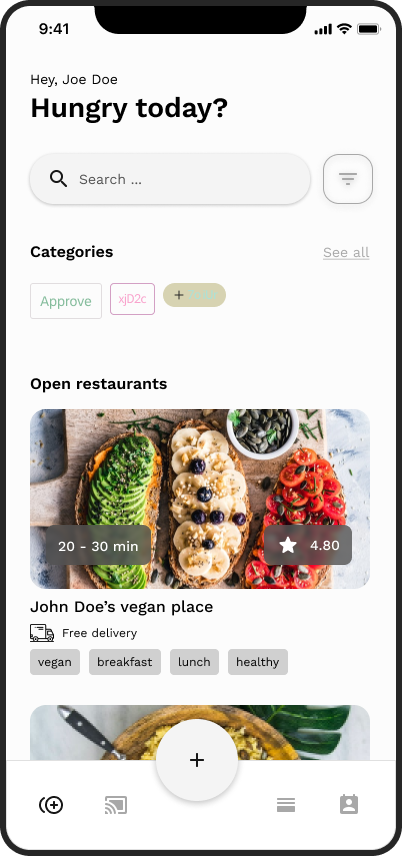 9:41
Hey, Joe Doe
Hungry today?
Search ...
Categories See all
Approve xjD2c
Open restaurants
20 - 30 min 4.80
John Doe’s vegan place
Free delivery
vegan breakfast lunch healthy